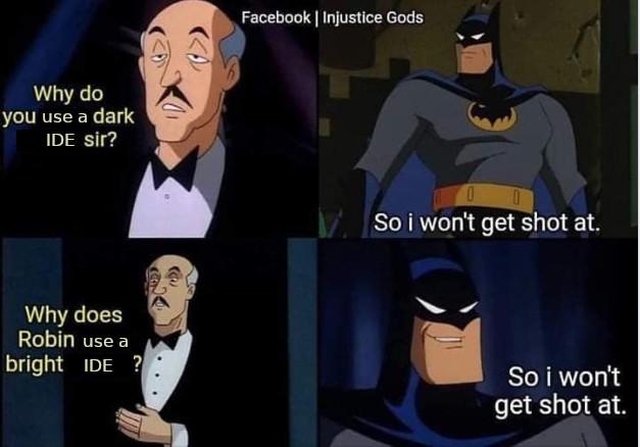 Facebook | Injustice Gods
Why do
you use a dark
IDE sir?
So i won't get shot at.
Why does
Robin use a
bright IDE ?
So i won't
get shot at.